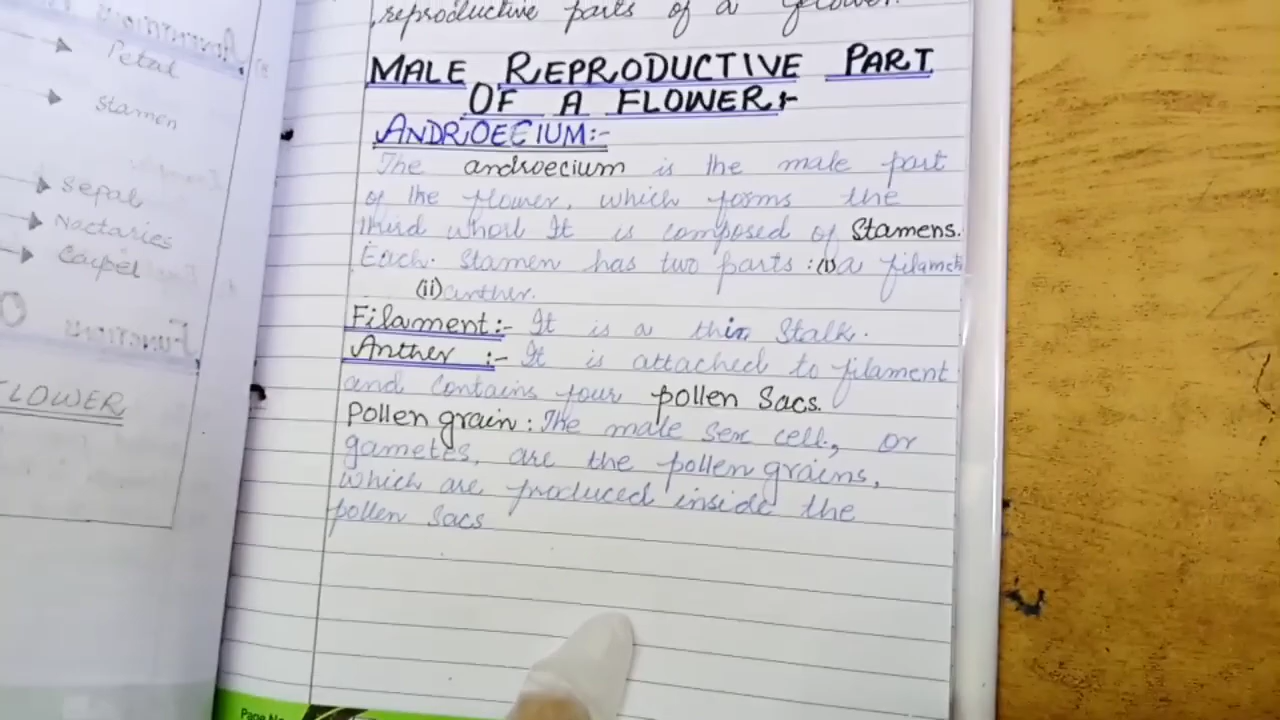 Petal
Stamen
Sepal
Nactaries
Carpel
FLOWER
reproductive parts of a flower.
MALE REPRODUCTIVE PART
OF A FLOWER:-
ANDROECIUM:-
The androecium is the male part
of the flower, which forms the
third whorl It is composed of Stamens.
Each. Stamen has two parts : (i) a filament
(ii) anther.
Filament:- It is a thin Stalk.
Anther :- It is attached to filament
and contains four pollen Sacs.
Pollen grain: The male sex cell, or
gametes, are the pollen grains,
which are produced inside the
pollen sacs
Page No